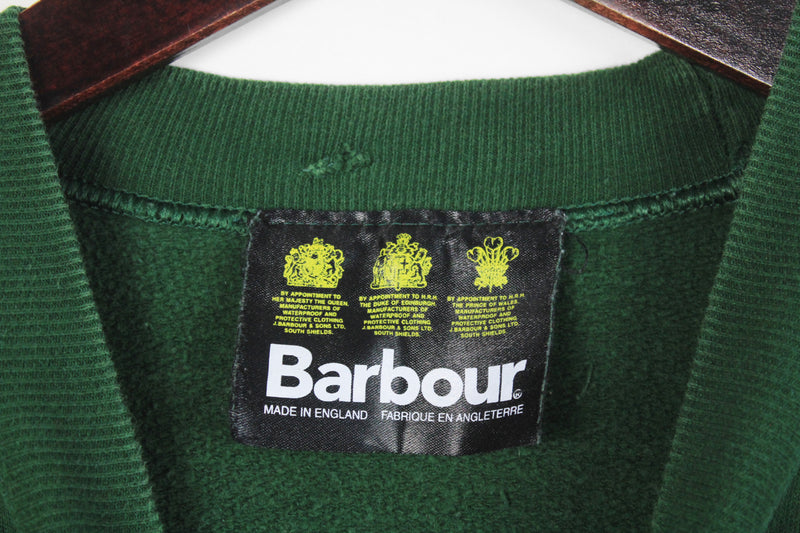 BY APPOINTMENT TO
HER MAJESTY THE QUEEN.
MANUFACTURERS OF
WATERPROOF AND
PROTECTIVE CLOTHING
J.BARBOUR & SONS LTD.
SOUTH SHIELDS.
BY APPOINTMENT TO H.R.H.
THE DUKE OF EDINBURGH.
MANUFACTURERS OF
WATERPROOF AND
PROTECTIVE CLOTHING
J.BARBOUR & SONS LTD.
SOUTH SHIELDS.
BY APPOINTMENT TO H.R.H.
THE PRINCE OF WALES.
MANUFACTURERS OF
WATERPROOF AND
PROTECTIVE CLOTHING
J.BARBOUR & SONS LTD.
SOUTH SHIELDS.
Barbour®
MADE IN ENGLAND FABRIQUE EN ANGLETERRE